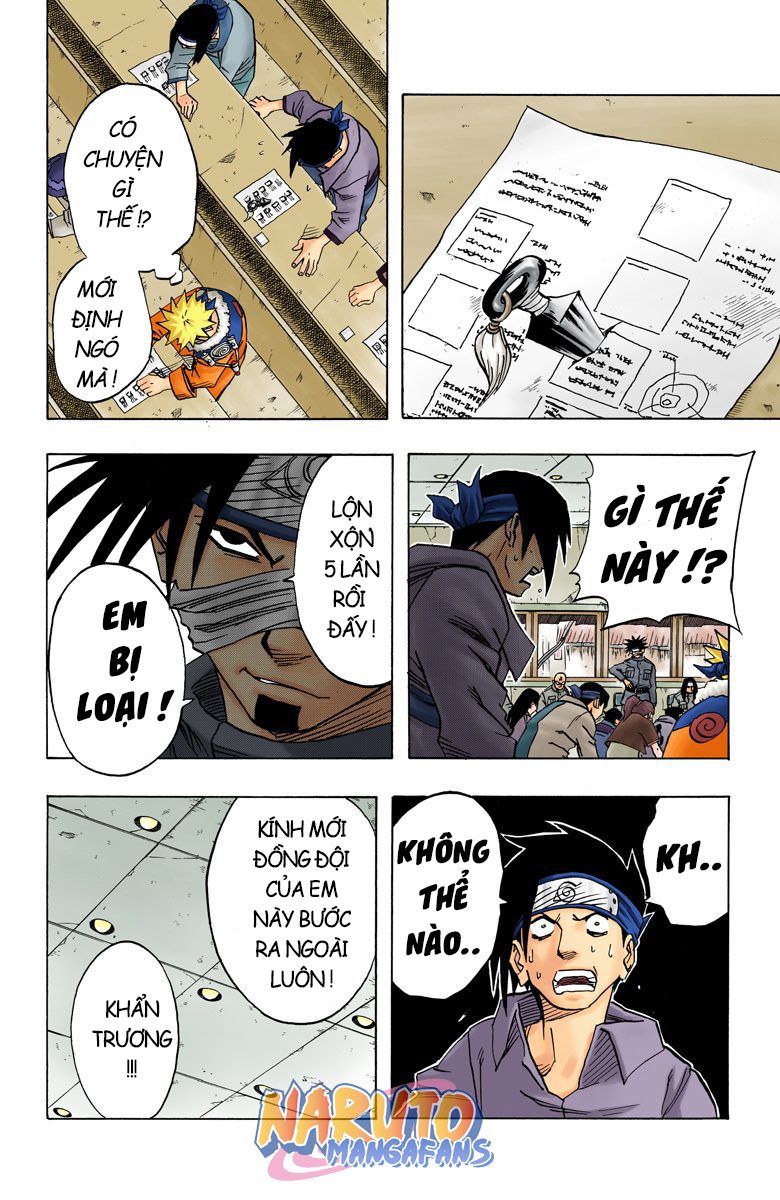 CÓ
CHUYỆN
GÌ
THẾ !?
MỚI
ĐỊNH
NGÓ
MÀ !
GÌ THẾ
NÀY !?
LỘN
XỘN
5 LẦN
RỒI
ĐẤY !
EM
BỊ
LOẠI !
KH..
KHÔNG
THỂ
NÀO..
KÍNH MỚI
ĐỒNG ĐỘI
CỦA EM
NÀY BƯỚC
RA NGOÀI
LUÔN !
KHẨN
TRƯƠNG
!!!
NARUTO
MANGAFANS